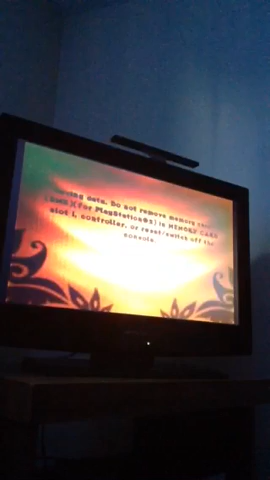 data. Do not remove memory card
(8MB)(for PlayStation®2) in MEMORY CARD
slot 1, controller, or reset/switch off the
console.